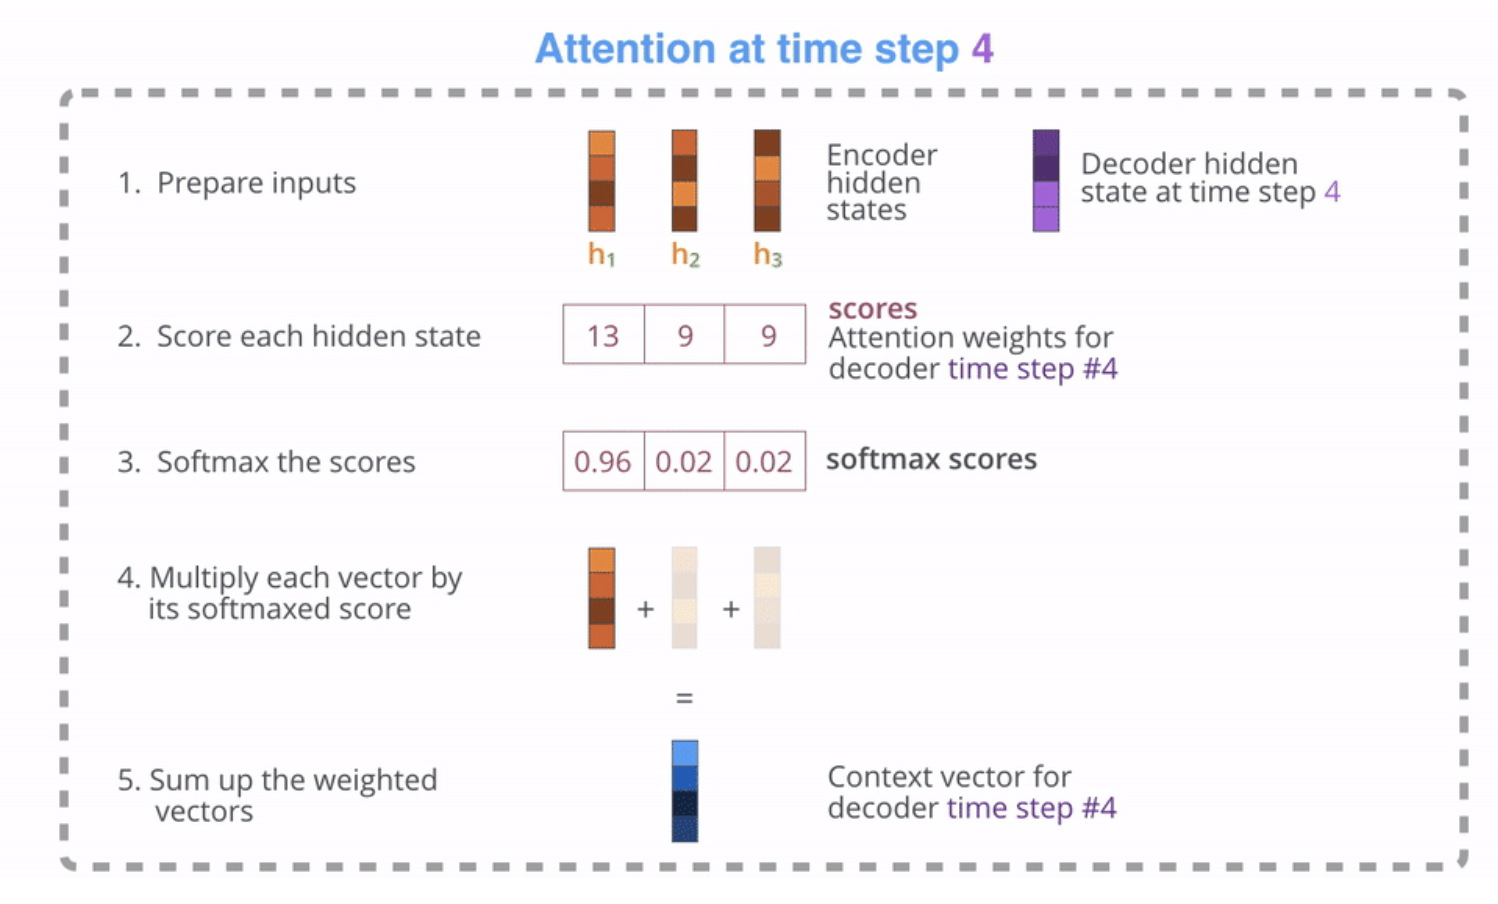 Attention at time step 4
1. Prepare inputs
Encoder
hidden
states
Decoder hidden
state at time step 4
h₁ h₂ h₃
2. Score each hidden state
13 9 9
scores
Attention weights for
decoder time step #4
3. Softmax the scores
0.96 0.02 0.02
softmax scores
4. Multiply each vector by
its softmaxed score
+ +
=
5. Sum up the weighted
vectors
Context vector for
decoder time step #4